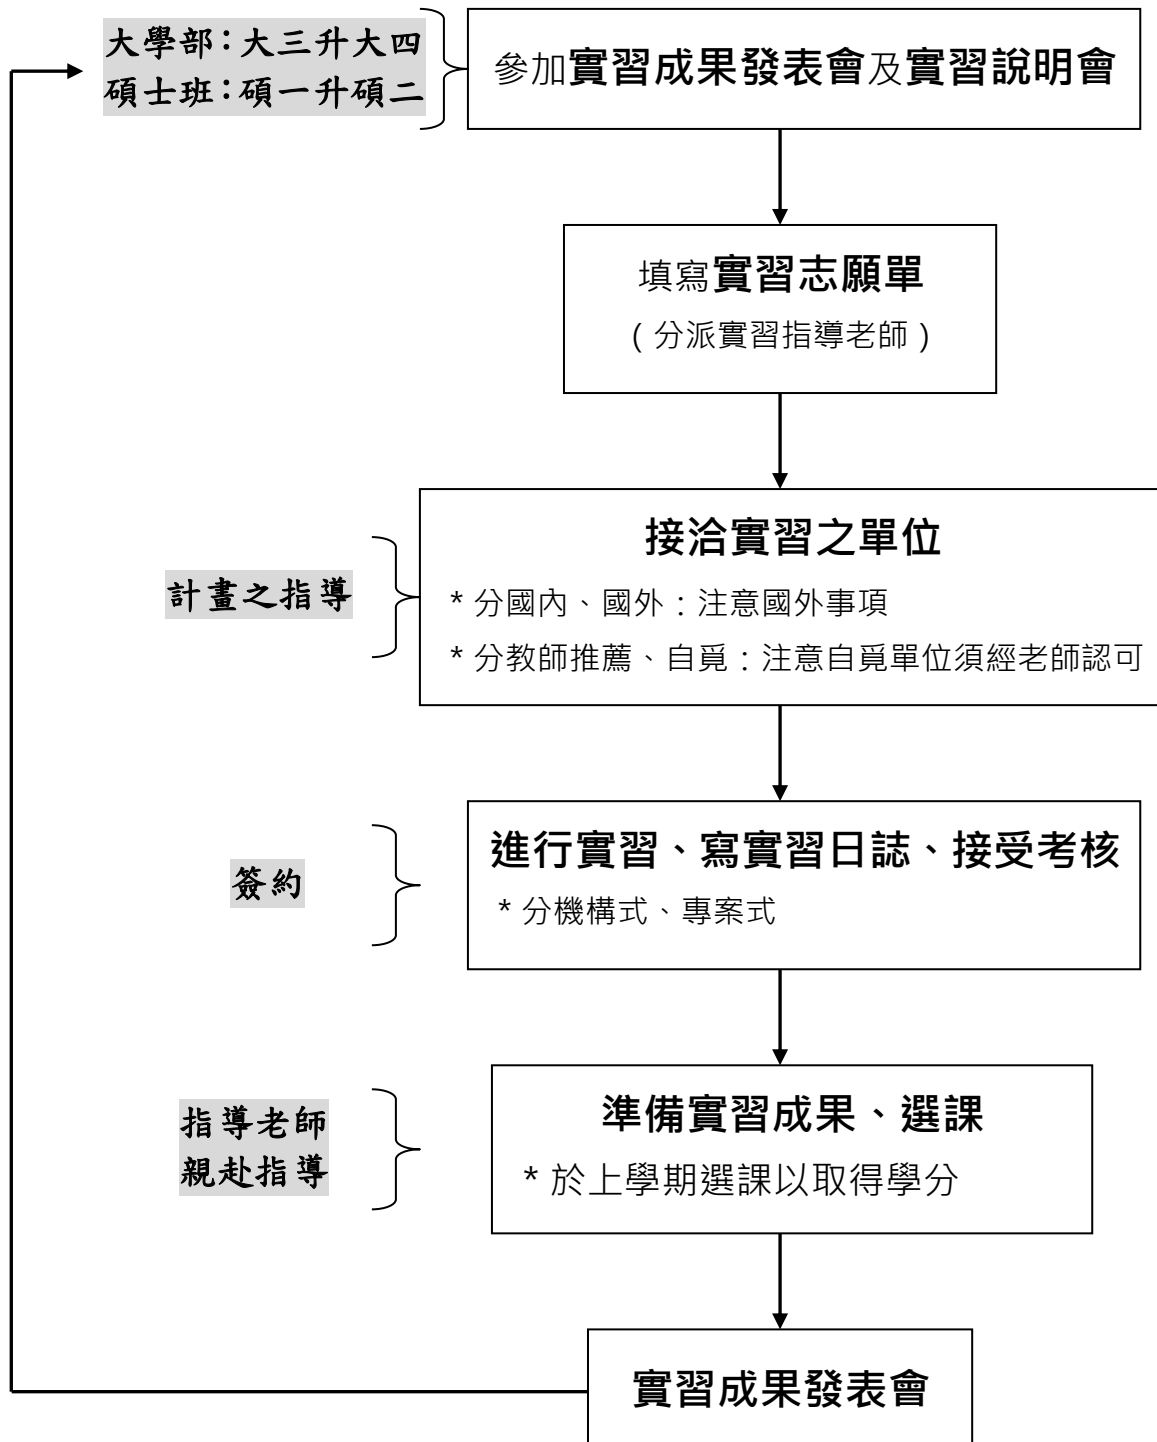 大學部：大三升大四
碩士班：碩一升碩二
參加實習成果發表會及實習說明會
填寫實習志願單
（分派實習指導老師）
接洽實習之單位
計畫之指導
* 分國內、國外：注意國外事項
* 分教師推薦、自覓：注意自覓單位須經老師認可
進行實習、寫實習日誌、接受考核
簽約
* 分機構式、專案式
準備實習成果、選課
指導老師
親赴指導
* 於上學期選課以取得學分
實習成果發表會